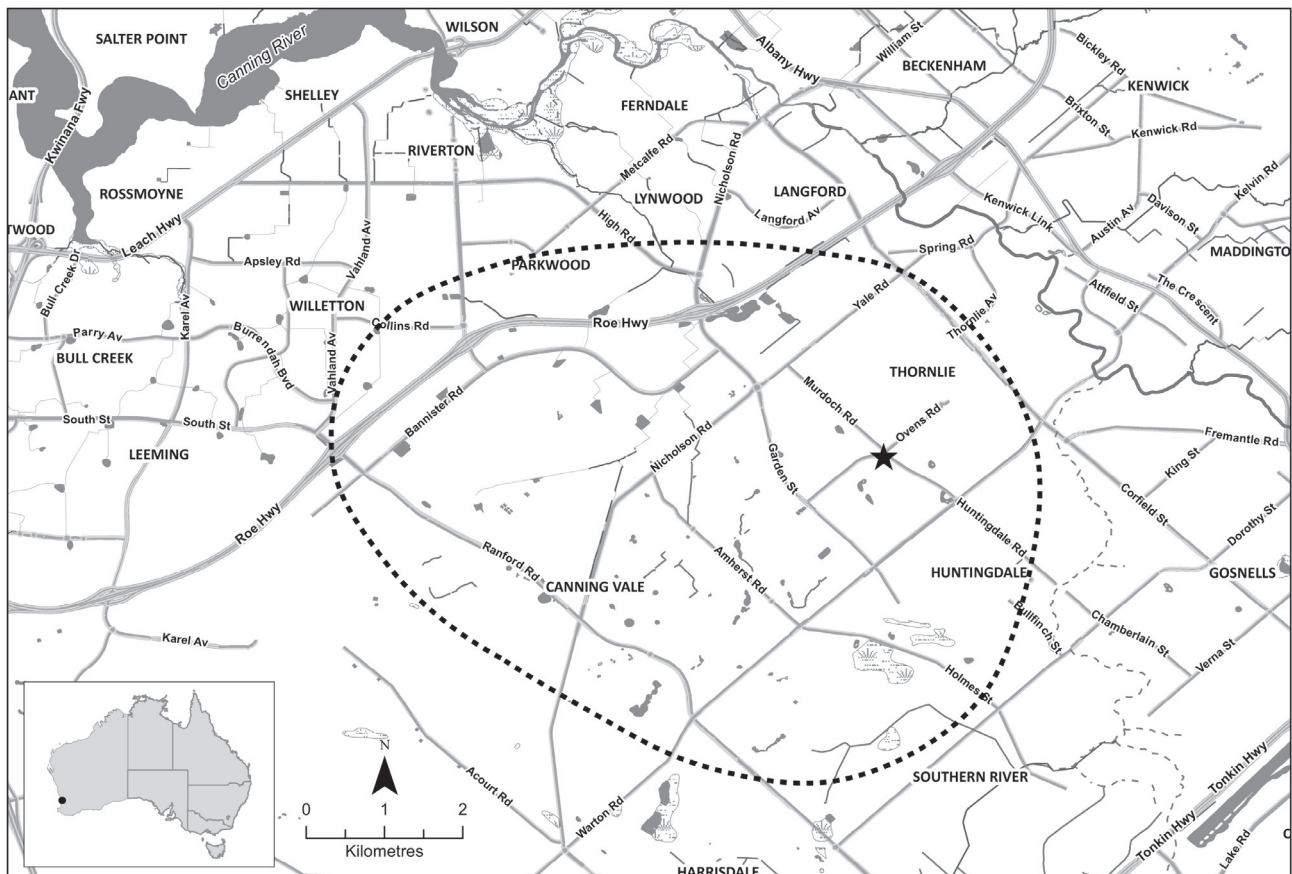 WILSON
SALTER POINT
Canning River
Albany Hwy
William St
Bickley Rd
BECKENHAM
ANT
Kwinana Fwy
SHELLEY
FERNDALE
KENWICK
Brixton St
Kenwick Rd
RIVERTON
Metcalfe Rd
Nicholson Rd
ROSSMOYNE
LYNWOOD
LANGFORD
Kelvin Rd
Langford Av
Kenwick Link
Austin Av
Davison St
TWOOD
Leach Hwy
High Rd
Vahland Av
Spring Rd
MADDINGTO
Bull Creek Dr
Apsley Rd
PARKWOOD
Karel Av
WILLETTON
Yale Rd
Thornlie Av
Attfield St
The Crescent
Parry Av
Burrendah Blvd
Collins Rd
Roe Hwy
BULL CREEK
Vahland Av
THORNLIE
Murdoch Rd
Ovens Rd
South St
South St
Bannister Rd
LEEMING
Nicholson Rd
Garden St
Fremantle Rd
King St
Corfield St
Dorothy St
Roe Hwy
Huntingdale Rd
Ranford Rd
Amherst Rd
CANNING VALE
HUNTINGDALE
GOSNELLS
Bullfinch St
Chamberlain St
Karel Av
Verna St
Holmes St
N
Acourt Rd
SOUTHERN RIVER
Tonkin Hwy
0
1
2
Kilometres
Warton Rd
Tonkin Hwy
Lake Rd
C
HARRISDALE